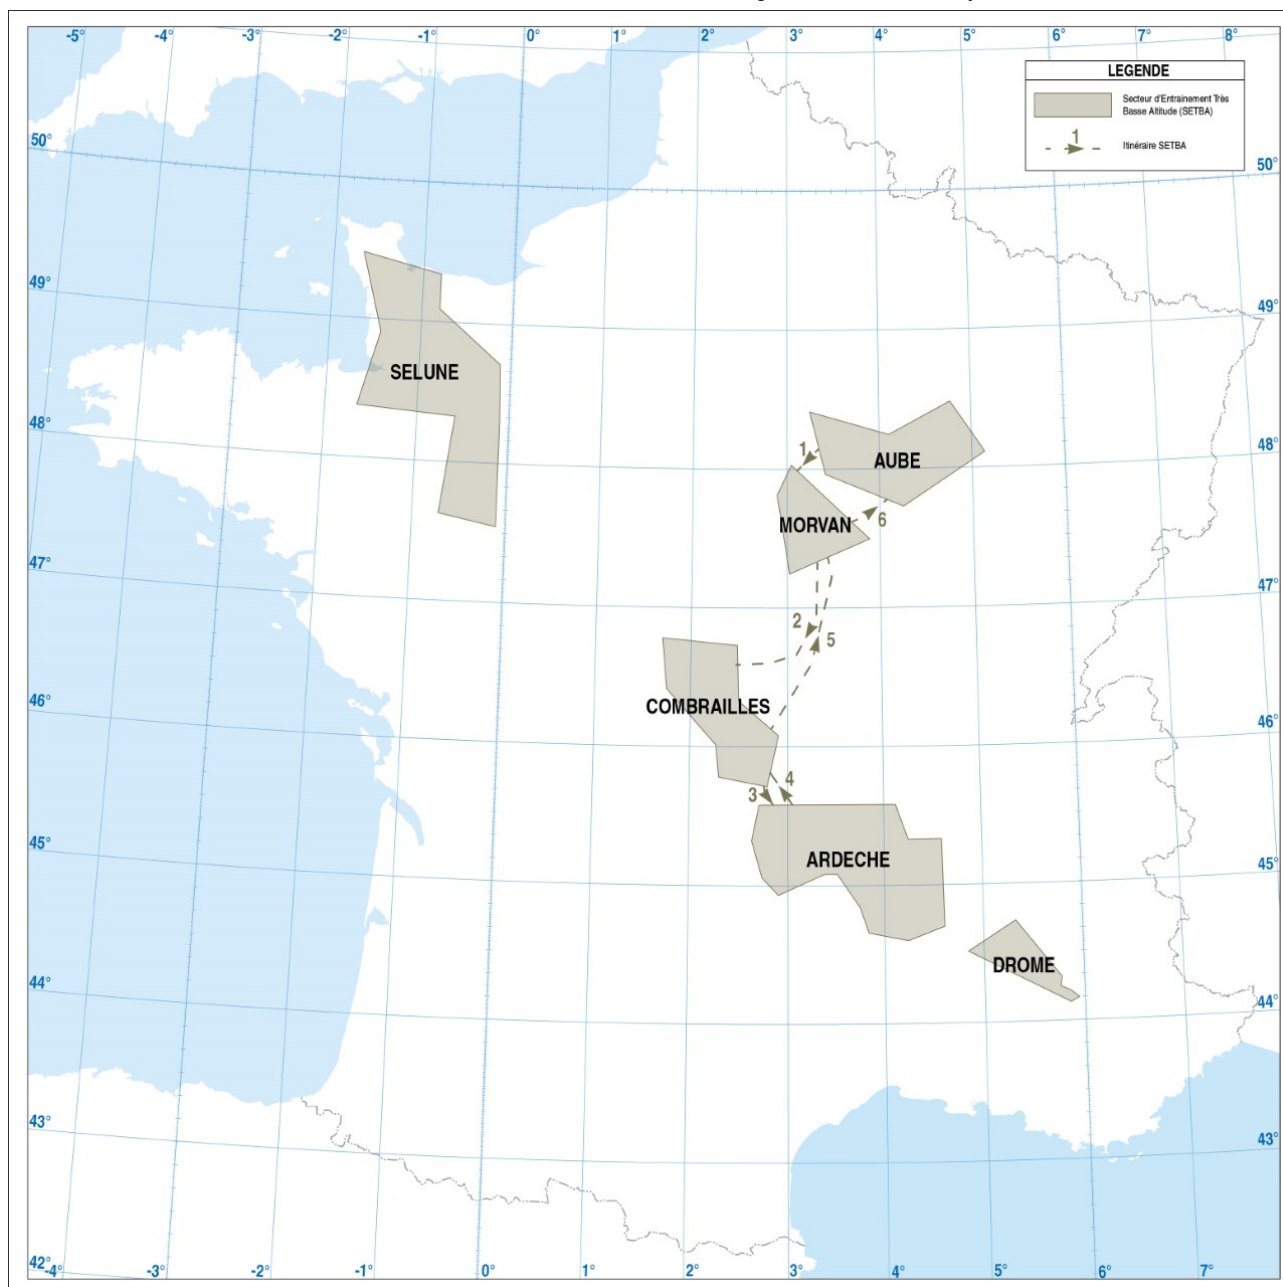 -5° -4° -3° -2° -1° 0° 1° 2° 3° 4° 5° 6° 7° 8°
LEGENDE
Secteur d'Entrainement Très
Basse Altitude (SETBA)
1
Itinéraire SETBA
50° 50°
49° 49°
SELUNE
48° 48°
1
AUBE
MORVAN
6
47° 47°
2
5
COMBRAILLES
46° 46°
4
3
45° 45°
ARDECHE
DROME
44° 44°
43° 43°
42°
-4° -3° -2° -1° 0° 1° 2° 3° 4° 5° 6° 7°